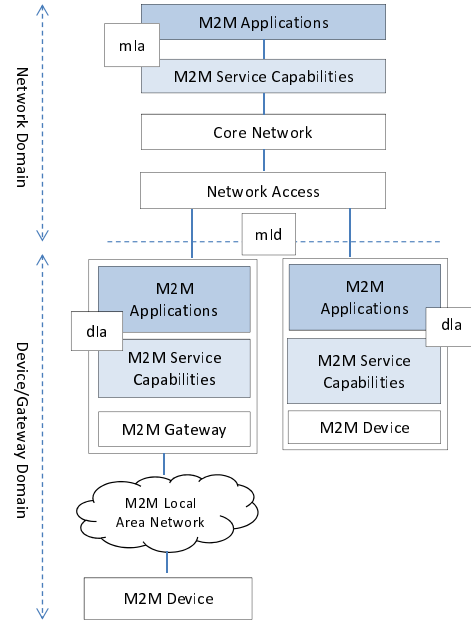 M2M Applications
mIa
M2M Service Capabilities
Core Network
Network Access
Network Domain
mId
M2M
Applications
dIa
M2M Service
Capabilities
M2M Gateway
M2M
Applications
dIa
M2M Service
Capabilities
M2M Device
Device/Gateway Domain
M2M Local
Area Network
M2M Device